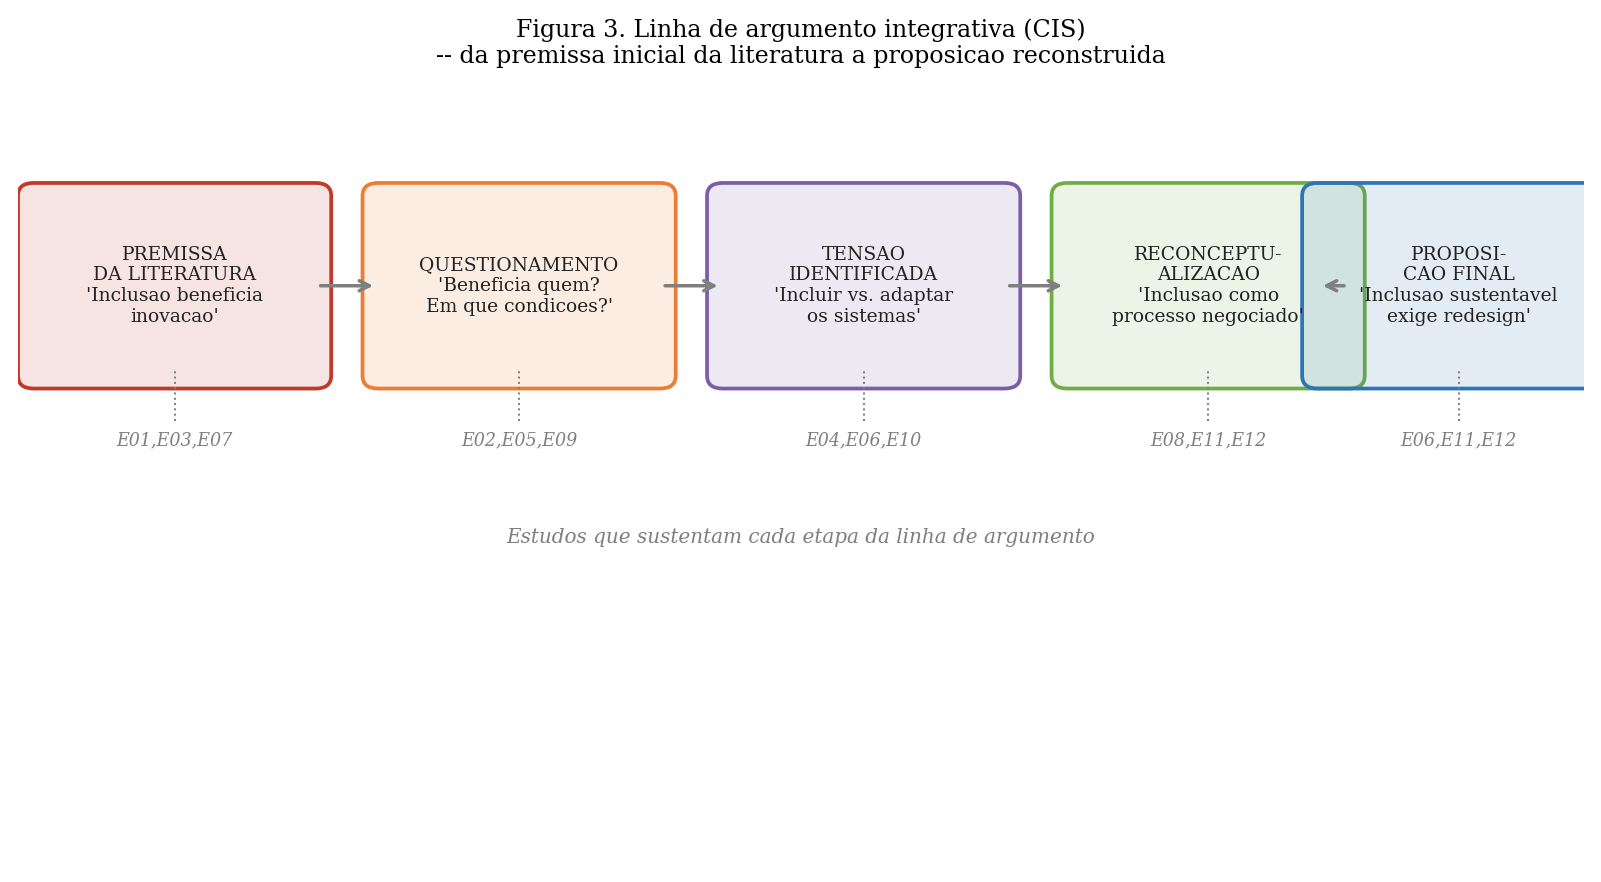 Figura 3. Linha de argumento integrativa (CIS)
-- da premissa inicial da literatura a proposicao reconstruida
PREMISSA
DA LITERATURA
'Inclusao beneficia
inovacao'
QUESTIONAMENTO
'Beneficia quem?
Em que condicoes?'
TENSAO
IDENTIFICADA
'Incluir vs. adaptar
os sistemas'
RECONCEPTU-
ALIZACAO
'Inclusao como
processo negociado'
PROPOSI-
CAO FINAL
'Inclusao sustentavel
exige redesign'
E01,E03,E07
E02,E05,E09
E04,E06,E10
E08,E11,E12
E06,E11,E12
Estudos que sustentam cada etapa da linha de argumento